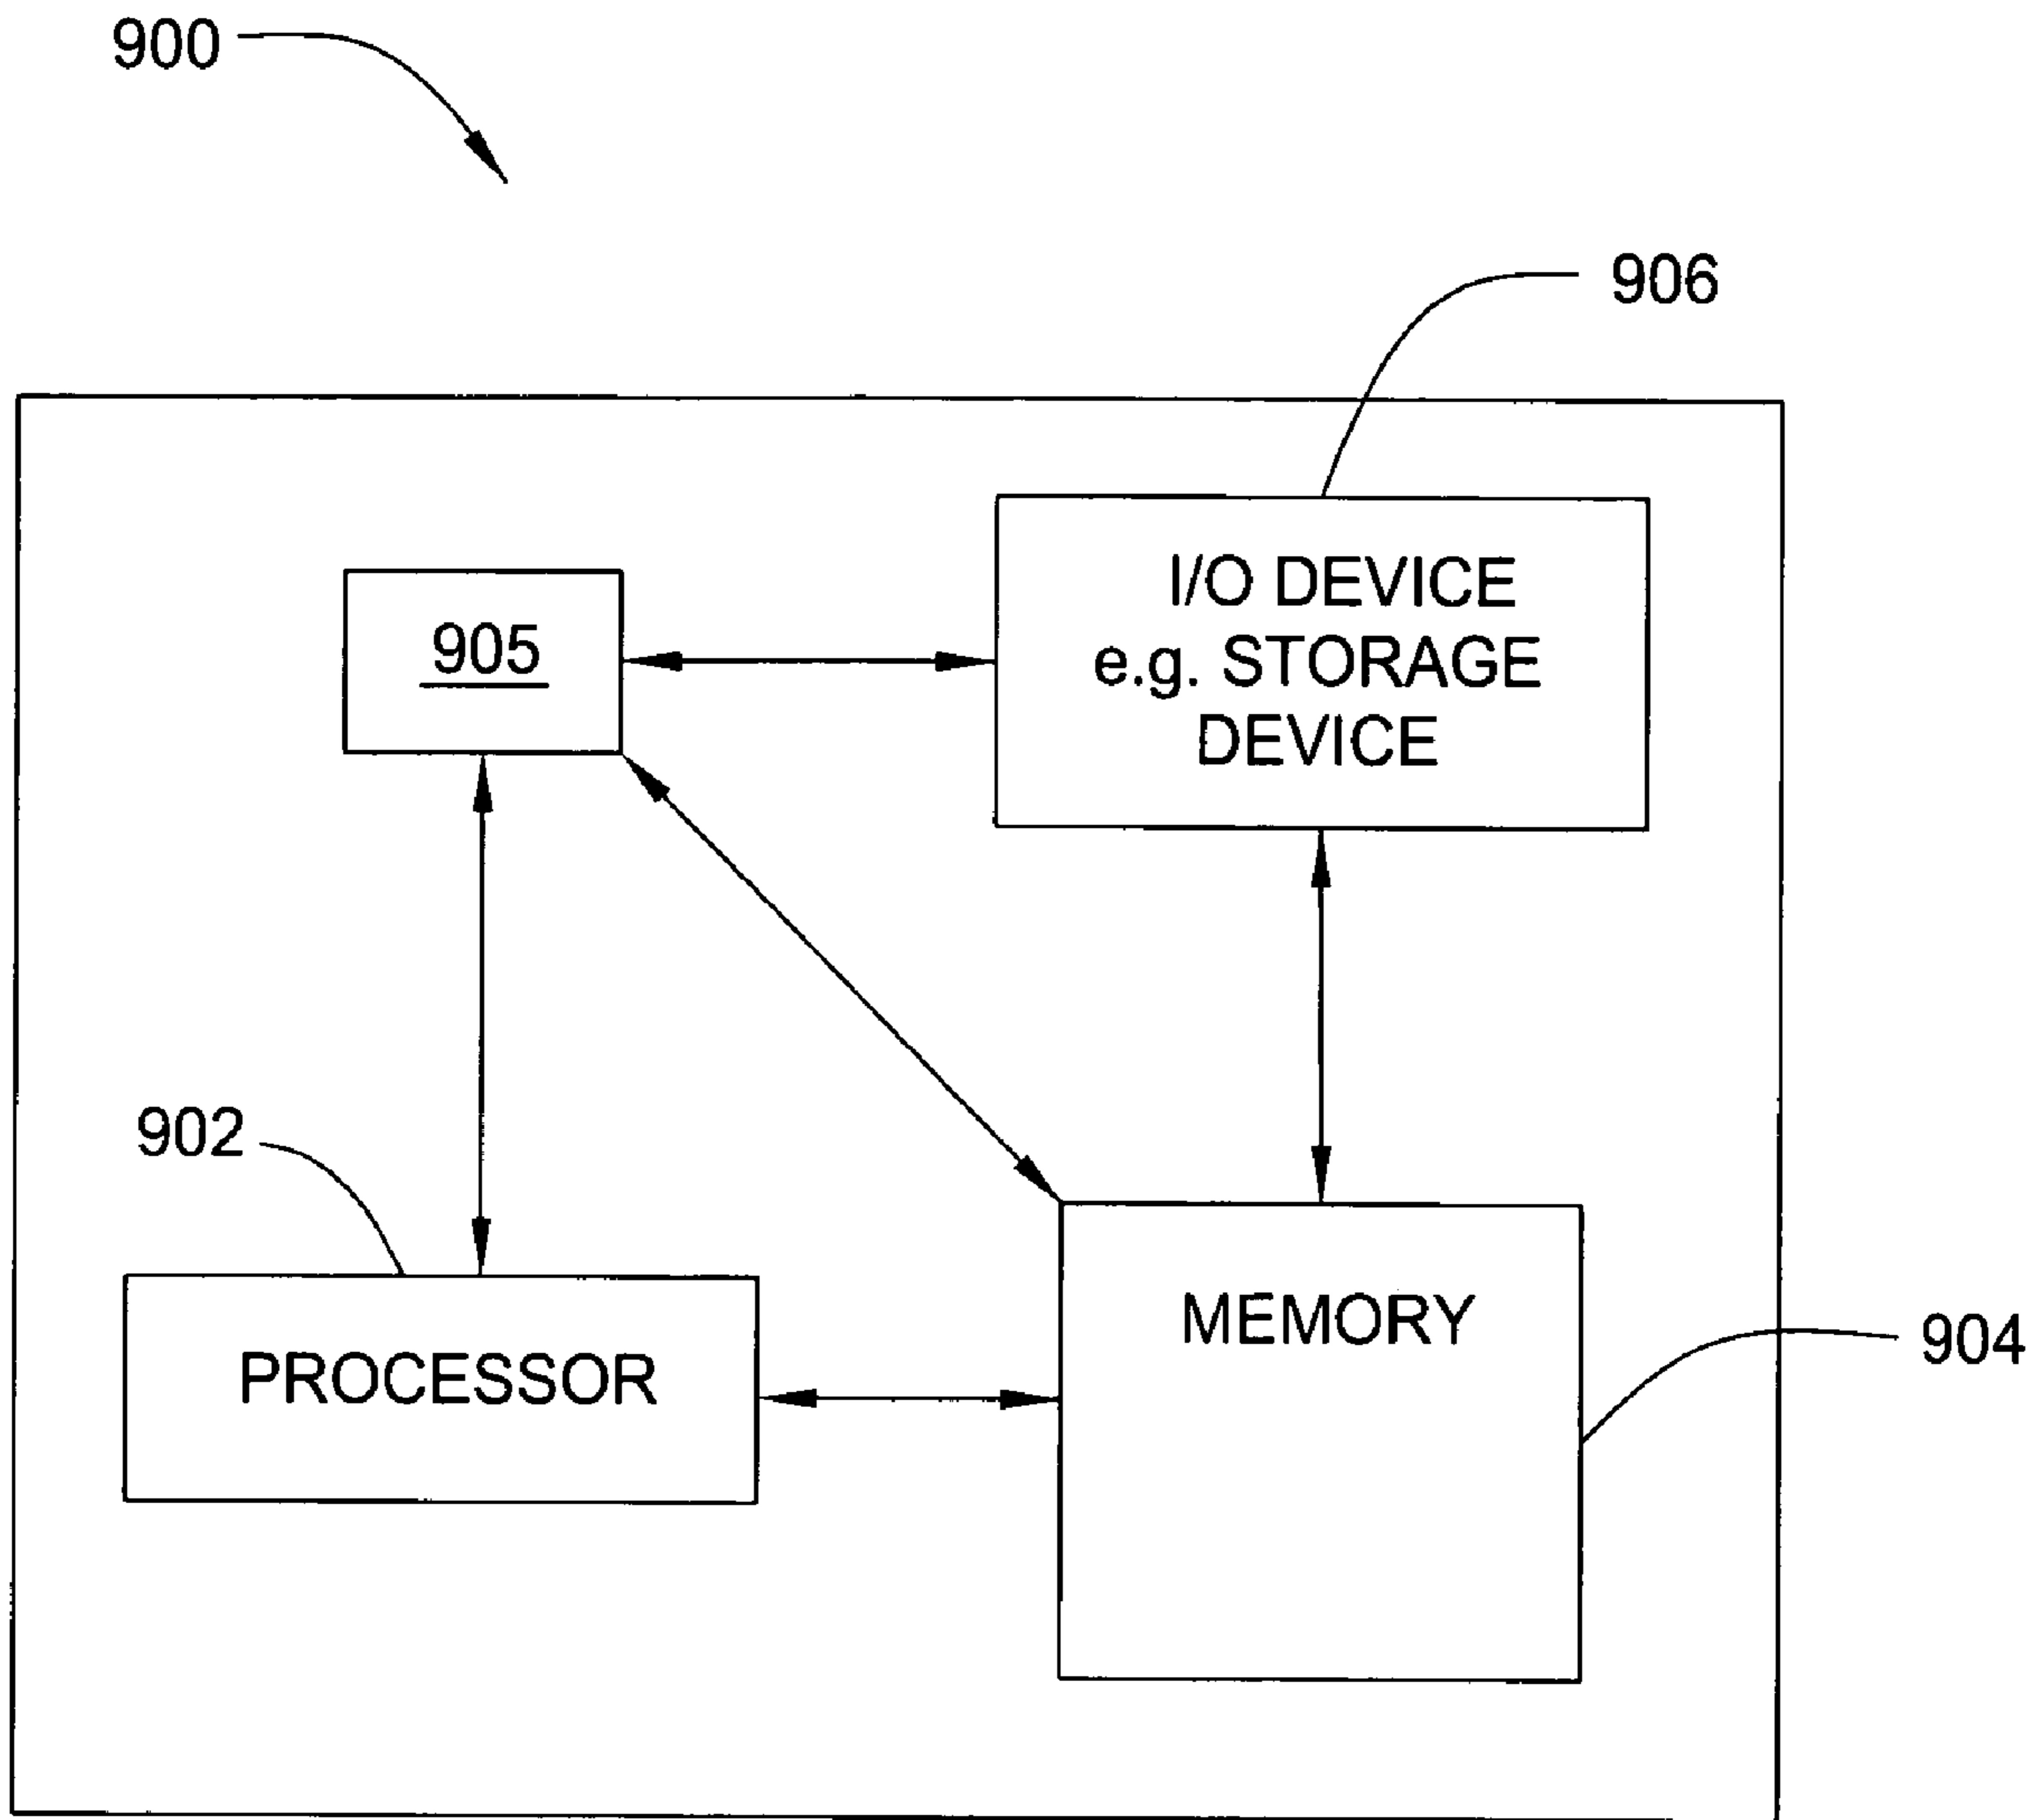 900
906
I/O DEVICE
e.g. STORAGE
DEVICE
905
902
PROCESSOR
MEMORY
904